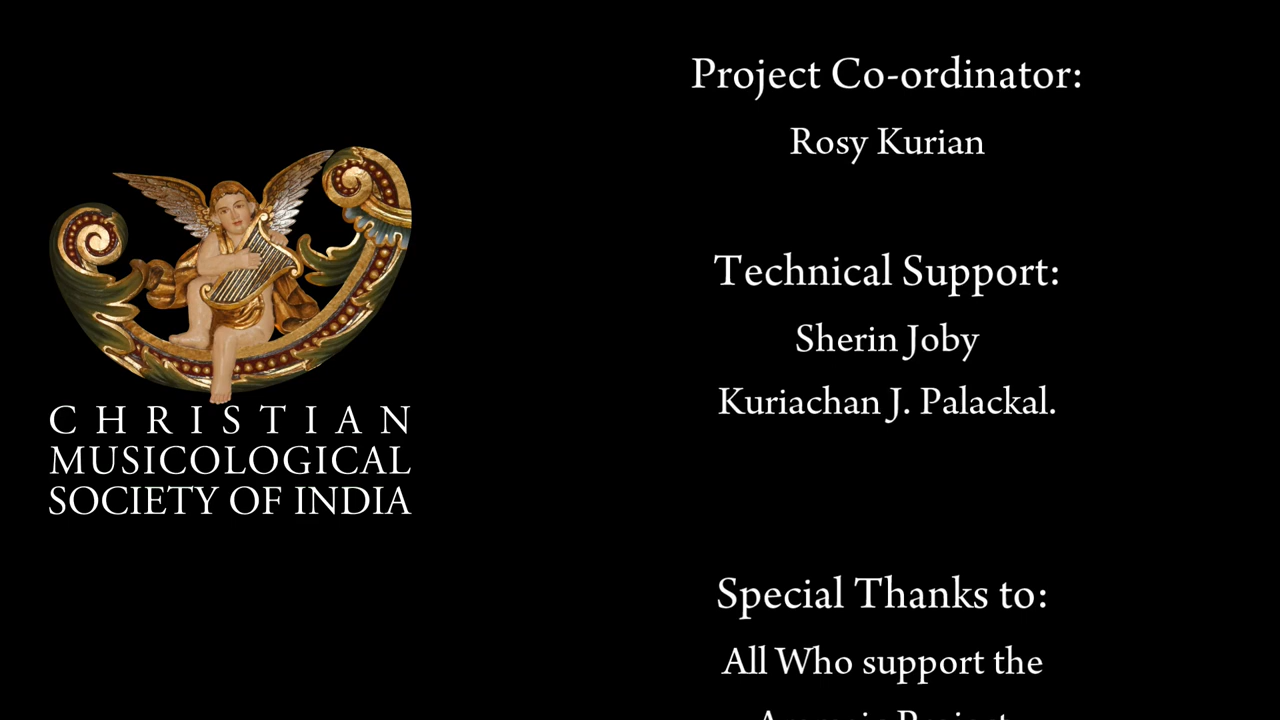 CHRISTIAN
MUSICOLOGICAL
SOCIETY OF INDIA
Project Co-ordinator:
Rosy Kurian
Technical Support:
Sherin Joby
Kuriachan J. Palackal.
Special Thanks to:
All Who support the
Project